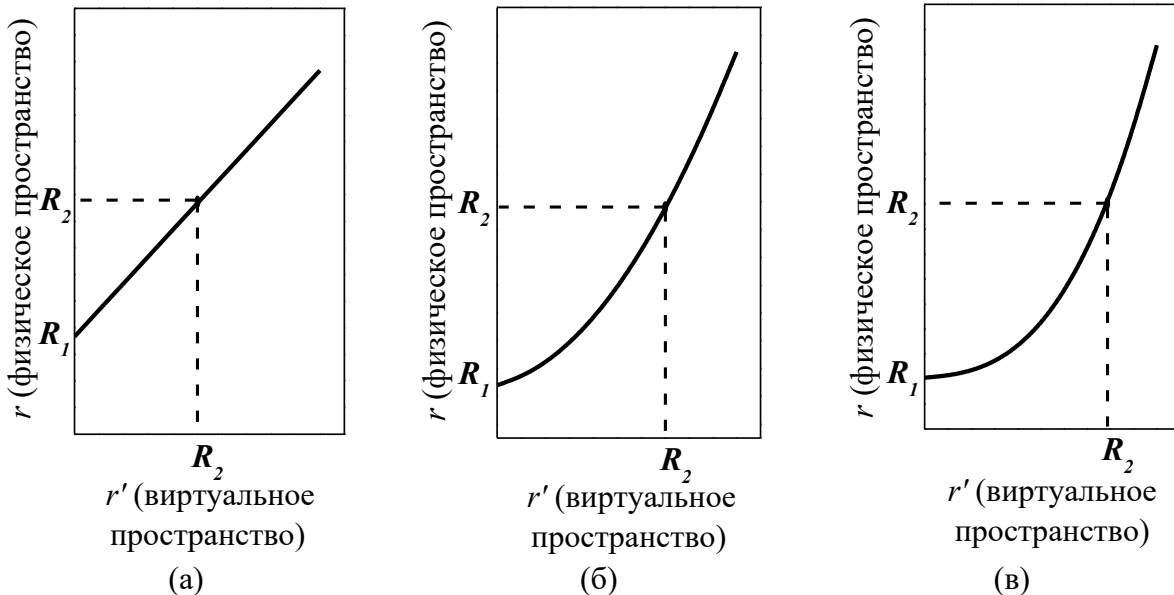 r (физическое пространство)
R2
R1
R2
r′ (виртуальное
пространство)
(а)
r (физическое пространство)
R2
R1
R2
r′ (виртуальное
пространство)
(б)
r (физическое пространство)
R2
R1
R2
r′ (виртуальное
пространство)
(в)